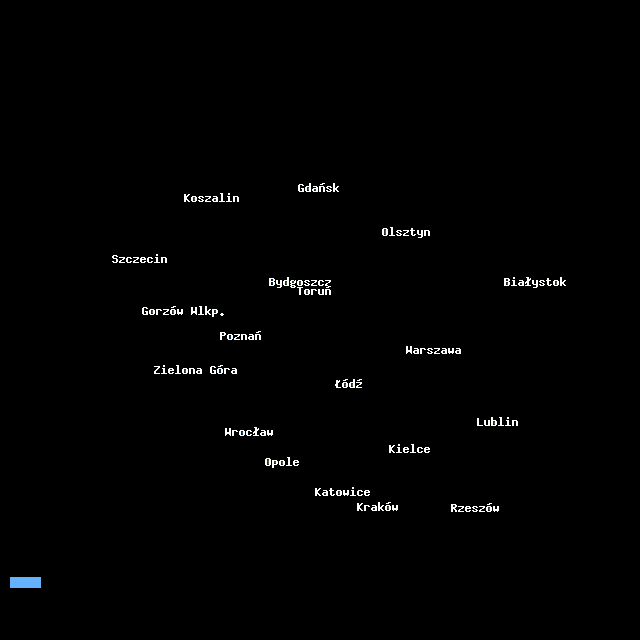 Gdańsk
Koszalin
Olsztyn
Szczecin
Bydgoszcz
Białystok
Toruń
Gorzów Wlkp.
Poznań
Warszawa
Zielona Góra
Łódź
Lublin
Wrocław
Kielce
Opole
Katowice
Kraków
Rzeszów